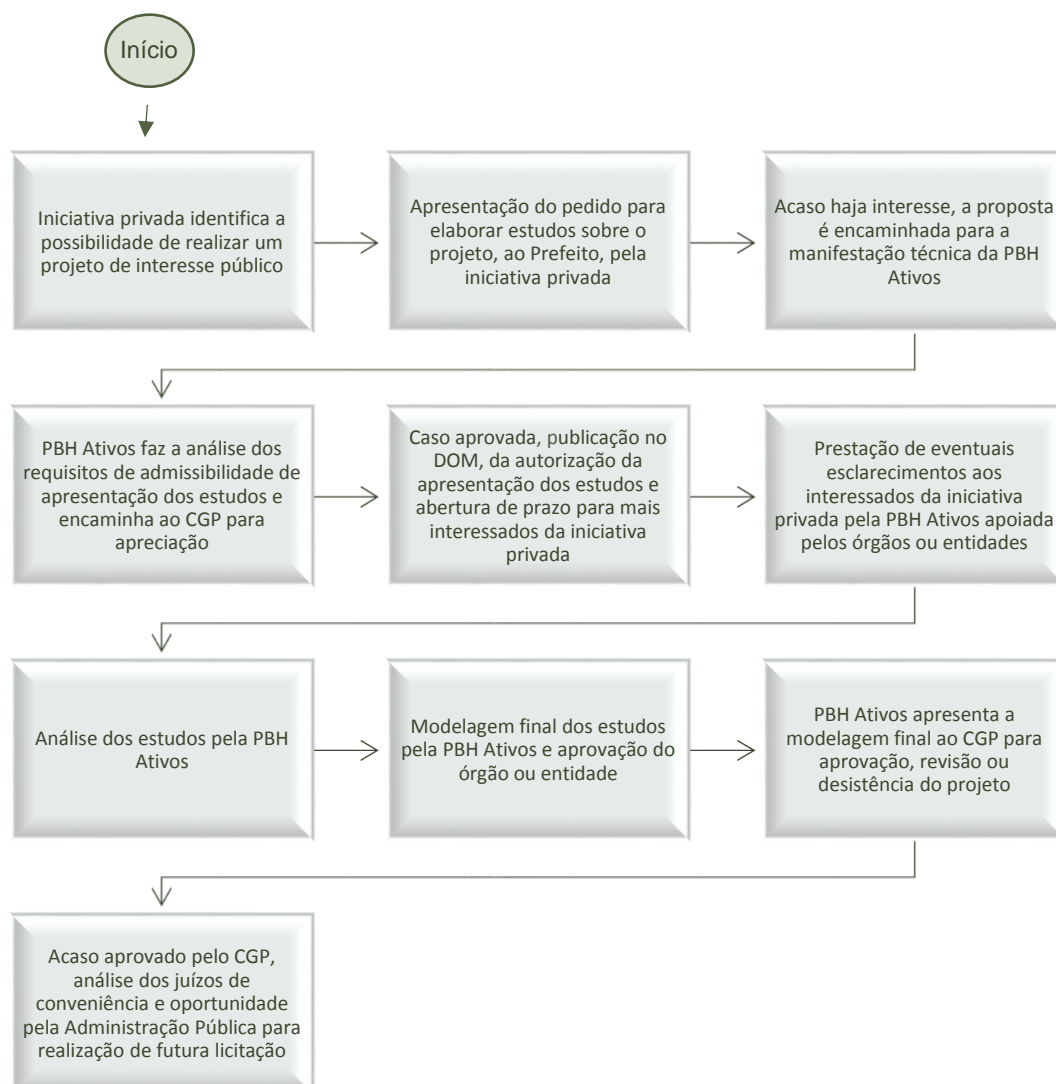 Início
Iniciativa privada identifica a
possibilidade de realizar um
projeto de interesse público
Apresentação do pedido para
elaborar estudos sobre o
projeto, ao Prefeito, pela
iniciativa privada
Acaso haja interesse, a proposta
é encaminhada para a
manifestação técnica da PBH
Ativos
PBH Ativos faz a análise dos
requisitos de admissibilidade de
apresentação dos estudos e
encaminha ao CGP para
apreciação
Caso aprovada, publicação no
DOM, da autorização da
apresentação dos estudos e
abertura de prazo para mais
interessados da iniciativa
privada
Prestação de eventuais
esclarecimentos aos
interessados da iniciativa
privada pela PBH Ativos apoiada
pelos órgãos ou entidades
Análise dos estudos pela PBH
Ativos
Modelagem final dos estudos
pela PBH Ativos e aprovação do
órgão ou entidade
PBH Ativos apresenta a
modelagem final ao CGP para
aprovação, revisão ou
desistência do projeto
Acaso aprovado pelo CGP,
análise dos juízos de
conveniência e oportunidade
pela Administração Pública para
realização de futura licitação